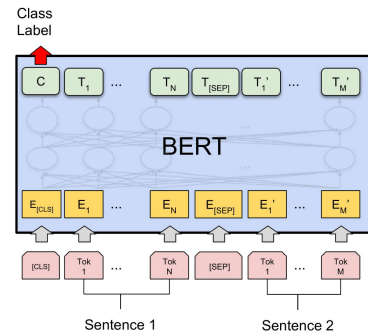 Class
Label
C T1 ... TN T[SEP] T1' ... TM'
...
BERT
...
E[CLS] E1 ... EN E[SEP] E1' ... EM'
[CLS] Tok 1 ... Tok N [SEP] Tok 1 ... Tok M
Sentence 1 Sentence 2